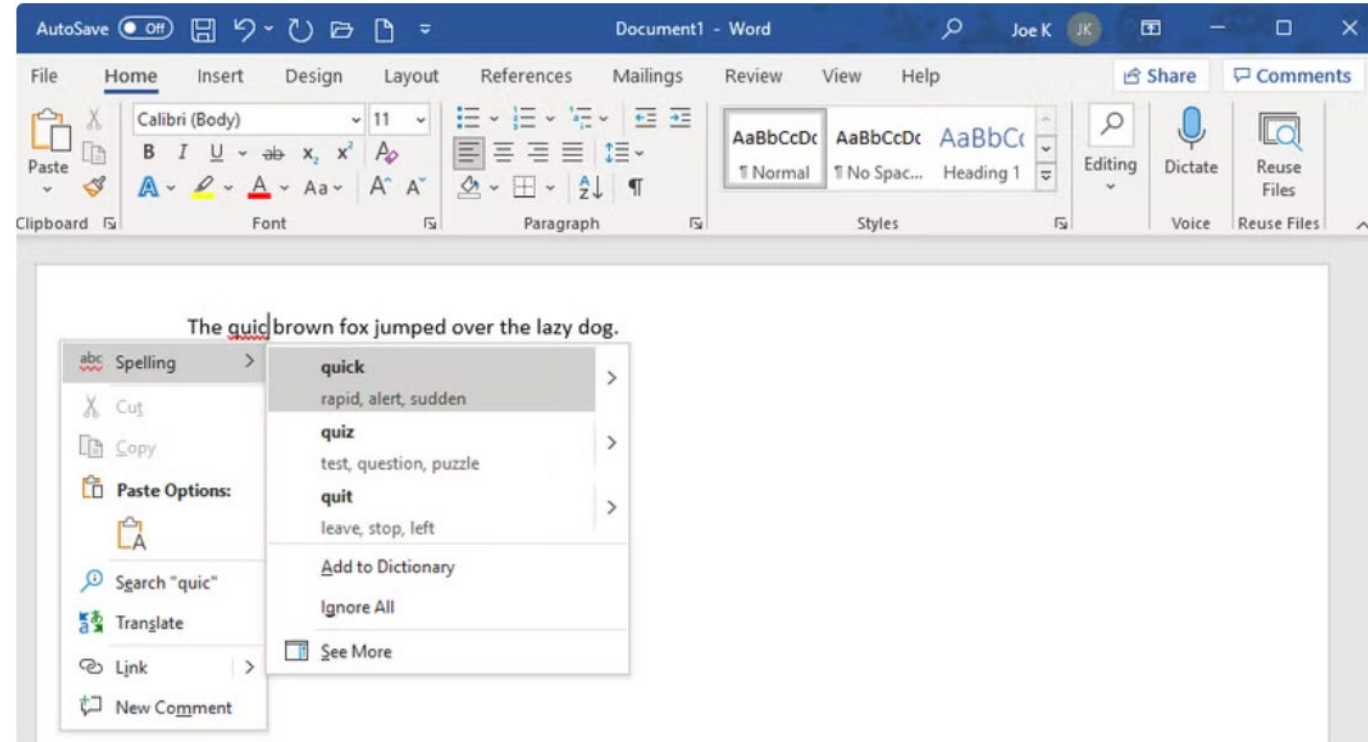 AutoSave Off Document1 - Word Joe K JK
File Home Insert Design Layout References Mailings Review View Help Share Comments
Calibri (Body) 11
Paste
B I U ab x₂ x² A
A A Aa A A
AaBbCcDc AaBbCcDc AaBbCc
¶ Normal ¶ No Spac... Heading 1
Editing
Dictate
Reuse
Files
Clipboard Font Paragraph Styles Voice Reuse Files
The quic brown fox jumped over the lazy dog.
abc Spelling
Cut
Copy
Paste Options:
A
Search "quic"
Translate
Link
New Comment
quick
rapid, alert, sudden
quiz
test, question, puzzle
quit
leave, stop, left
Add to Dictionary
Ignore All
See More